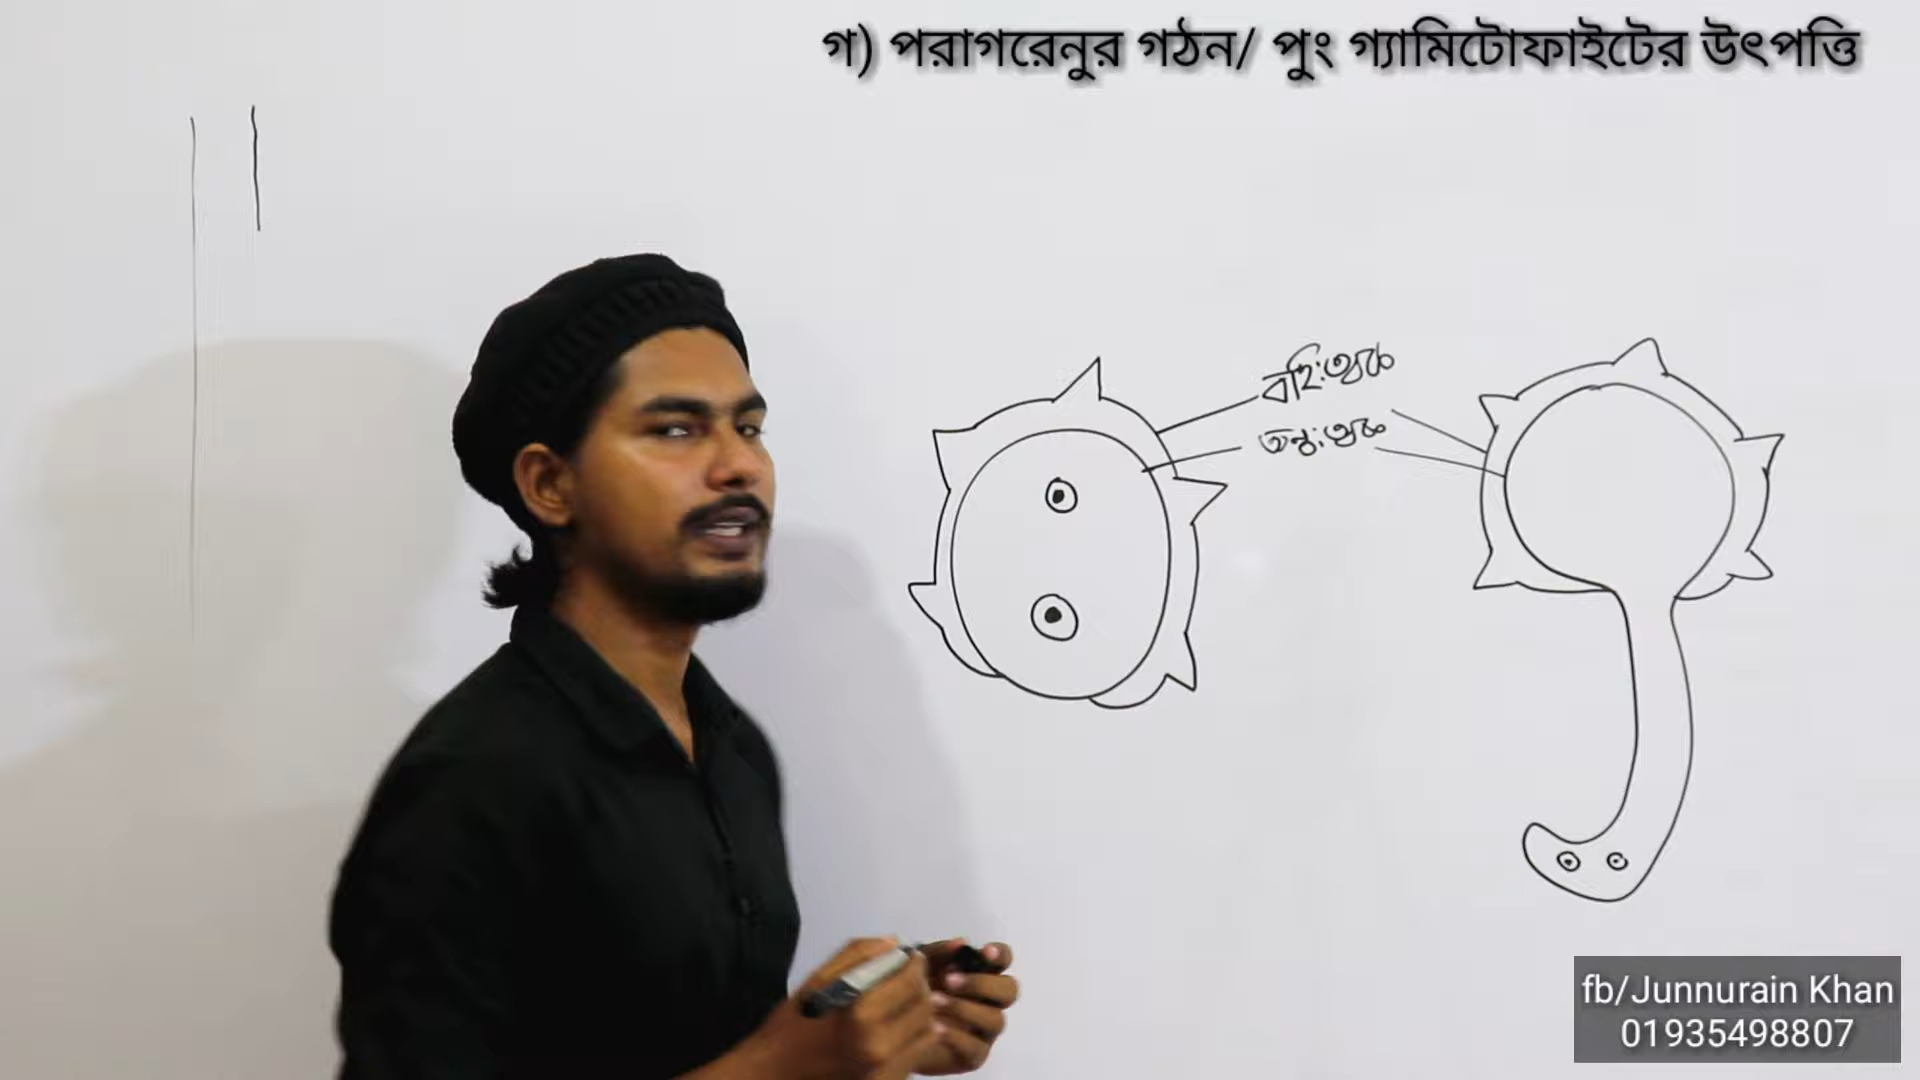 গ) পরাগরেনুর গঠন/ পুং গ্যামিটোফাইটের উৎপত্তি
বহি:ত্বক
অন্ত:ত্বক
fb/Junnurain Khan
01935498807